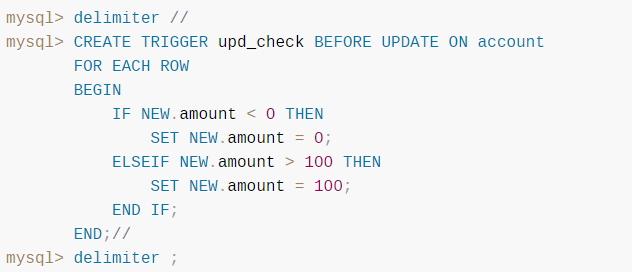 mysql> delimiter //
mysql> CREATE TRIGGER upd_check BEFORE UPDATE ON account
       FOR EACH ROW
       BEGIN
           IF NEW.amount < 0 THEN
               SET NEW.amount = 0;
           ELSEIF NEW.amount > 100 THEN
               SET NEW.amount = 100;
           END IF;
       END;//
mysql> delimiter ;